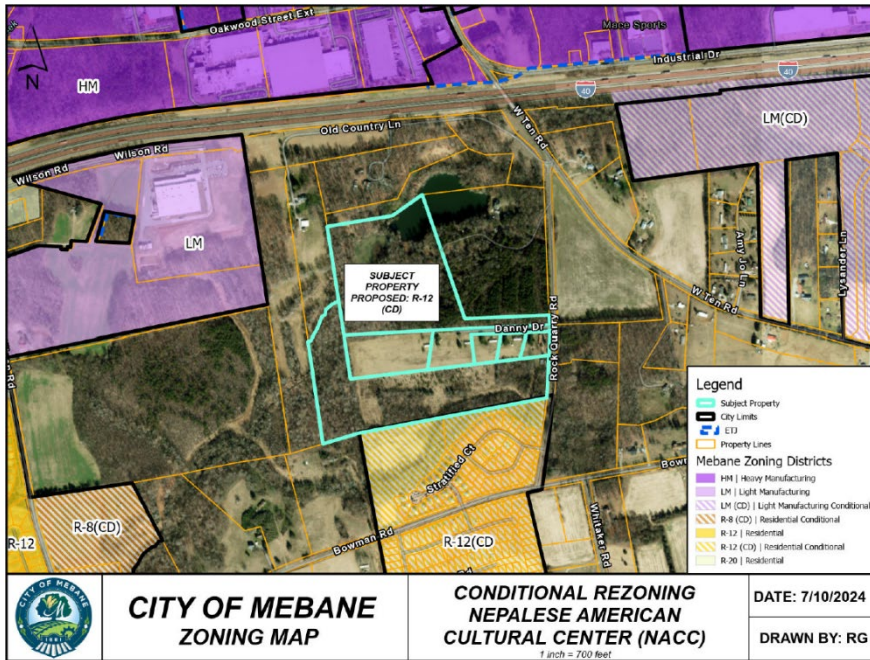 Oakwood Street Ext
Mace Sports
Industrial Dr
N
HM
40
40
W Ten Rd
Old Country Ln
LM(CD)
Wilson Rd
Wilson Rd
LM
SUBJECT
PROPERTY
PROPOSED: R-12
(CD)
Amy Jo Ln
Lysander Ln
W Ten Rd
Danny Dr
Rock Quarry Rd
Stratified Ct
R-8(CD)
R-12
Bowman Rd
R-12(CD
Whitaker Rd
Legend
Subject Property
City Limits
ETJ
Property Lines
Mebane Zoning Districts
HM | Heavy Manufacturing
LM | Light Manufacturing
LM (CD) | Light Manufacturing Conditional
R-8 (CD) | Residential Conditional
R-12 | Residential
R-12 (CD) | Residential Conditional
R-20 | Residential
CITY OF MEBANE
1881
CITY OF MEBANE
ZONING MAP
CONDITIONAL REZONING
NEPALESE AMERICAN
CULTURAL CENTER (NACC)
1 inch = 700 feet
DATE: 7/10/2024
DRAWN BY: RG